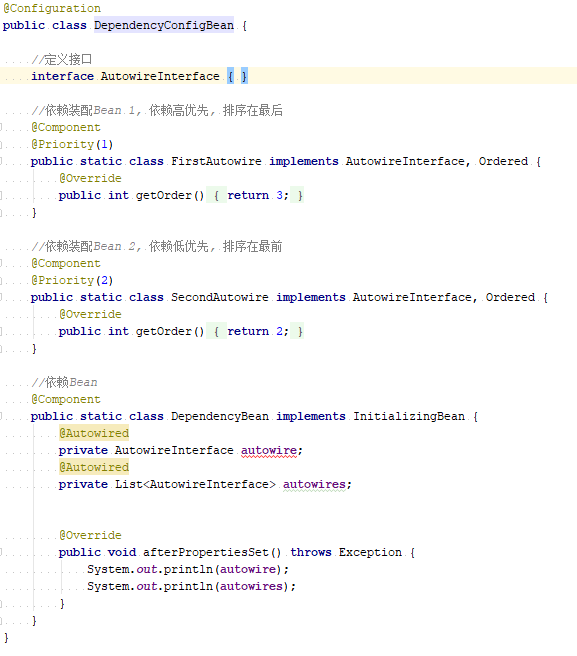 @Configuration
public class DependencyConfigBean {
//定义接口
interface AutowireInterface { }
//依赖装配Bean 1, 依赖高优先, 排序在最后
@Component
@Priority(1)
public static class FirstAutowire implements AutowireInterface, Ordered {
@Override
public int getOrder() { return 3; }
}
//依赖装配Bean 2, 依赖低优先, 排序在最前
@Component
@Priority(2)
public static class SecondAutowire implements AutowireInterface, Ordered {
@Override
public int getOrder() { return 2; }
}
//依赖Bean
@Component
public static class DependencyBean implements InitializingBean {
@Autowired
private AutowireInterface autowire;
@Autowired
private List<AutowireInterface> autowires;
@Override
public void afterPropertiesSet() throws Exception {
System.out.println(autowire);
System.out.println(autowires);
}
}
}